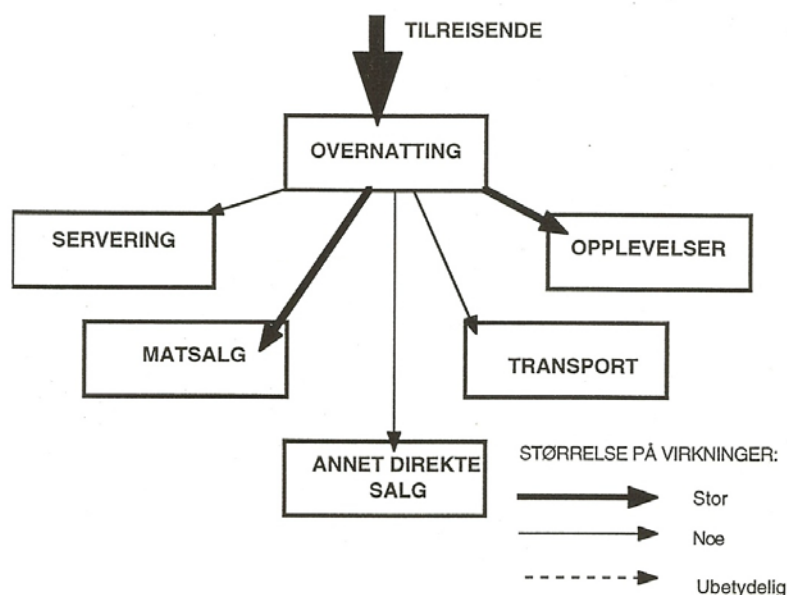 TILREISENDE
OVERNATTING
SERVERING
OPPLEVELSER
MATSALG
TRANSPORT
ANNET DIREKTE
SALG
STØRRELSE PÅ VIRKNINGER:
Stor
Noe
Ubetydelig